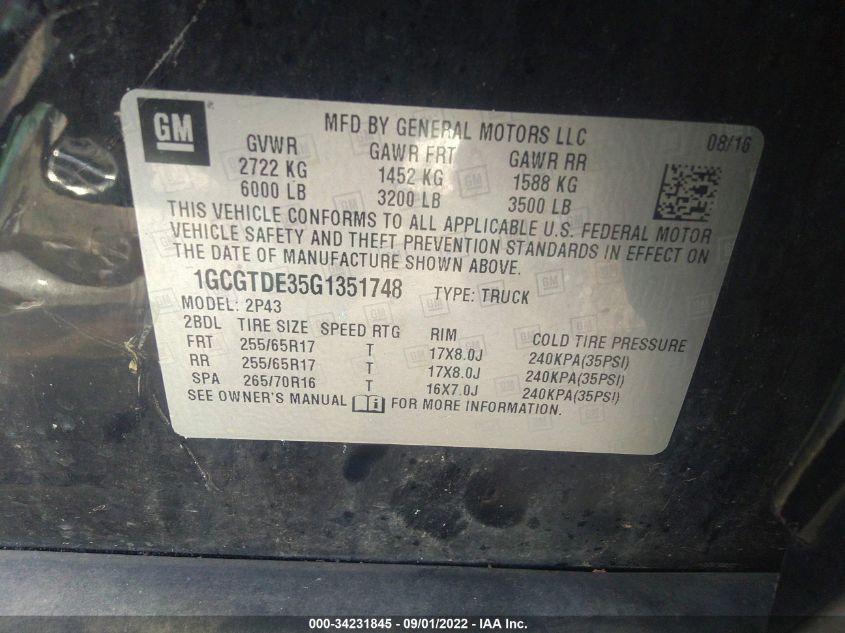 GM
MFD BY GENERAL MOTORS LLC 08/16
GVWR GAWR FRT GAWR RR
2722 KG 1452 KG 1588 KG
6000 LB 3200 LB 3500 LB
THIS VEHICLE CONFORMS TO ALL APPLICABLE U.S. FEDERAL MOTOR
VEHICLE SAFETY AND THEFT PREVENTION STANDARDS IN EFFECT ON
THE DATE OF MANUFACTURE SHOWN ABOVE.
1GCGTDE35G1351748 TYPE: TRUCK
MODEL: 2P43
2BDL TIRE SIZE SPEED RTG RIM COLD TIRE PRESSURE
FRT 255/65R17 T 17X8.0J 240KPA(35PSI)
RR 255/65R17 T 17X8.0J 240KPA(35PSI)
SPA 265/70R16 T 16X7.0J 240KPA(35PSI)
SEE OWNER'S MANUAL FOR MORE INFORMATION.
000-34231845 - 09/01/2022 - IAA Inc.